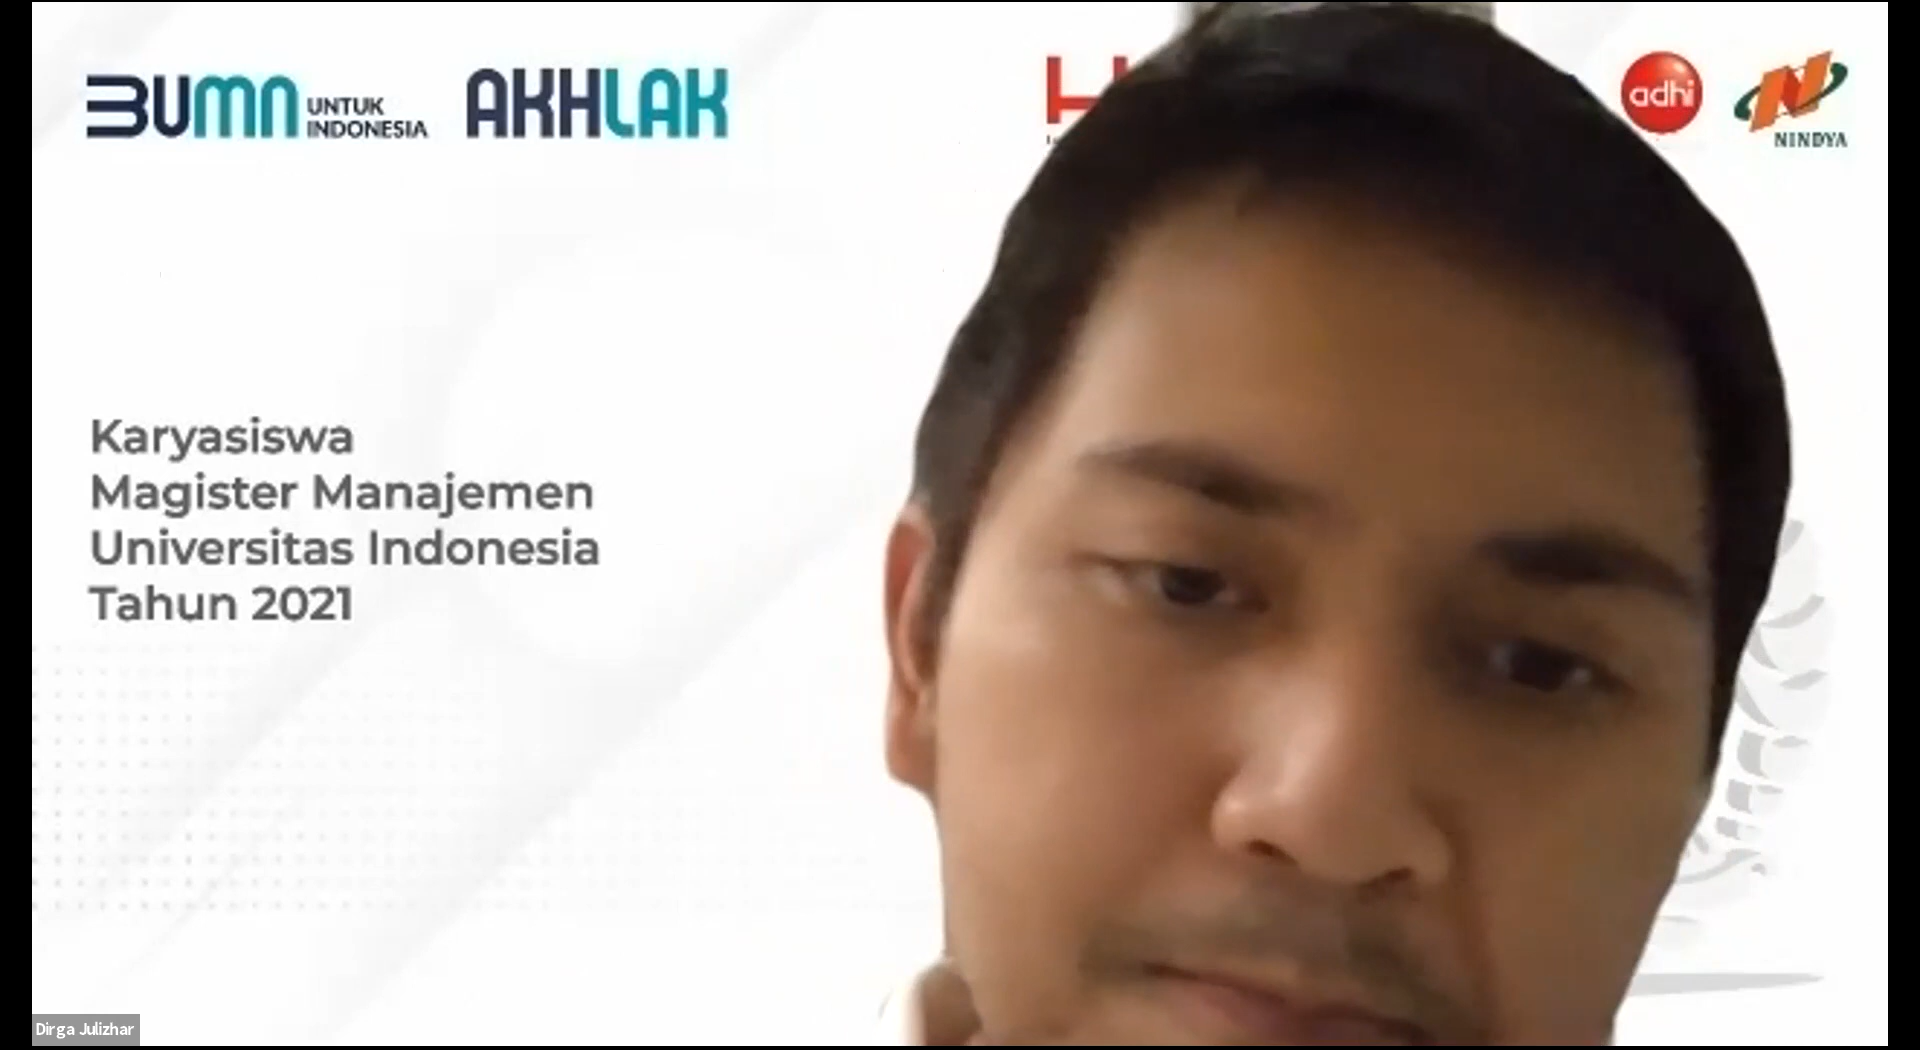 BUMN UNTUK INDONESIA
AKHLAK
adhi
NINDYA
Karyasiswa
Magister Manajemen
Universitas Indonesia
Tahun 2021
Dirga Julizhar